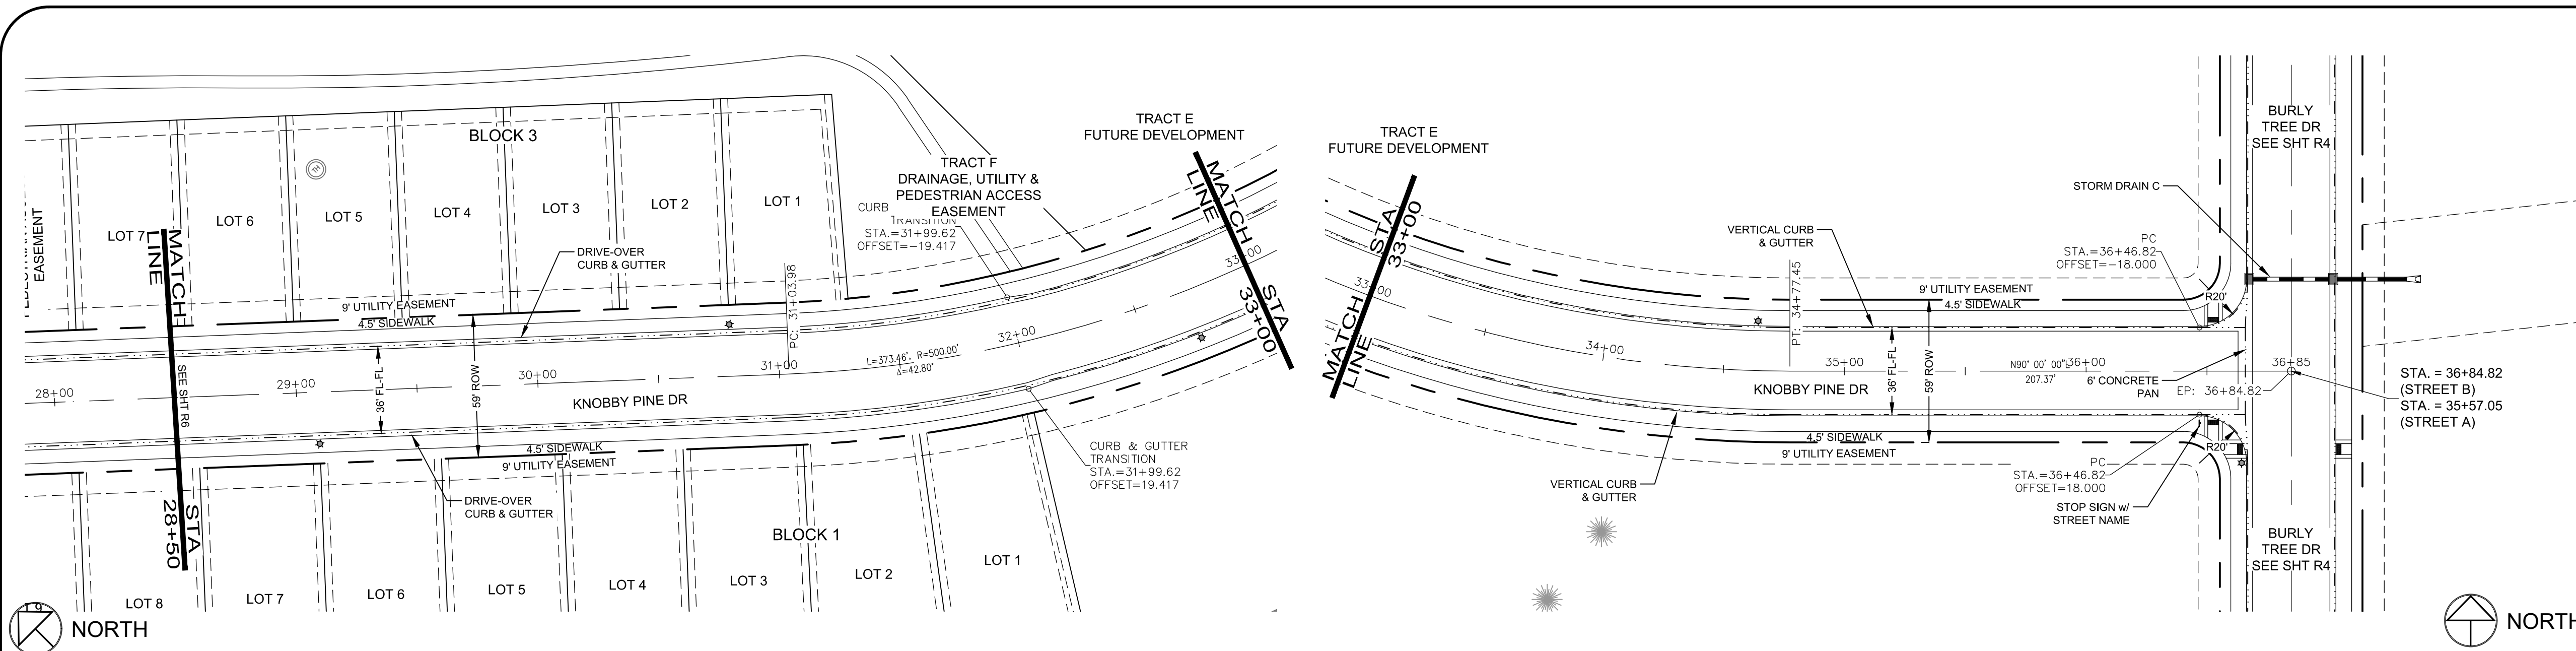 EASEMENT
LOT 7
MATCH
LINE
STA
28+50
SEE SHT R6
LOT 6
LOT 5
LOT 4
LOT 3
LOT 2
LOT 1
BLOCK 3
TH
DRIVE-OVER
CURB & GUTTER
9' UTILITY EASEMENT
4.5' SIDEWALK
28+00
29+00
30+00
31+00
32+00
33+00
36' FL-FL
59' ROW
PC: 31+03.98
L=373.46', R=500.00'
Δ=42.80°
KNOBBY PINE DR
4.5' SIDEWALK
9' UTILITY EASEMENT
DRIVE-OVER
CURB & GUTTER
BLOCK 1
LOT 8
LOT 7
LOT 6
LOT 5
LOT 4
LOT 3
LOT 2
LOT 1
TRACT F
DRAINAGE, UTILITY &
PEDESTRIAN ACCESS
EASEMENT
CURB
TRANSITION
STA.=31+99.62
OFFSET=-19.417
CURB & GUTTER
TRANSITION
STA.=31+99.62
OFFSET=19.417
TRACT E
FUTURE DEVELOPMENT
MATCH
LINE
STA
33+00
NORTH
TRACT E
FUTURE DEVELOPMENT
STA
33+00
MATCH
LINE
33+00
34+00
35+00
36+00
36+85
VERTICAL CURB
& GUTTER
PT: 34+77.45
9' UTILITY EASEMENT
4.5' SIDEWALK
36' FL-FL
59' ROW
KNOBBY PINE DR
N90° 00' 00"E
207.37'
4.5' SIDEWALK
9' UTILITY EASEMENT
VERTICAL CURB
& GUTTER
STORM DRAIN C
PC
STA.=36+46.82
OFFSET=-18.000
R20'
6' CONCRETE
PAN
EP: 36+84.82
R20'
PC
STA.=36+46.82
OFFSET=18.000
STOP SIGN w/
STREET NAME
BURLY
TREE DR
SEE SHT R4
BURLY
TREE DR
SEE SHT R4
STA. = 36+84.82
(STREET B)
STA. = 35+57.05
(STREET A)
NORTH